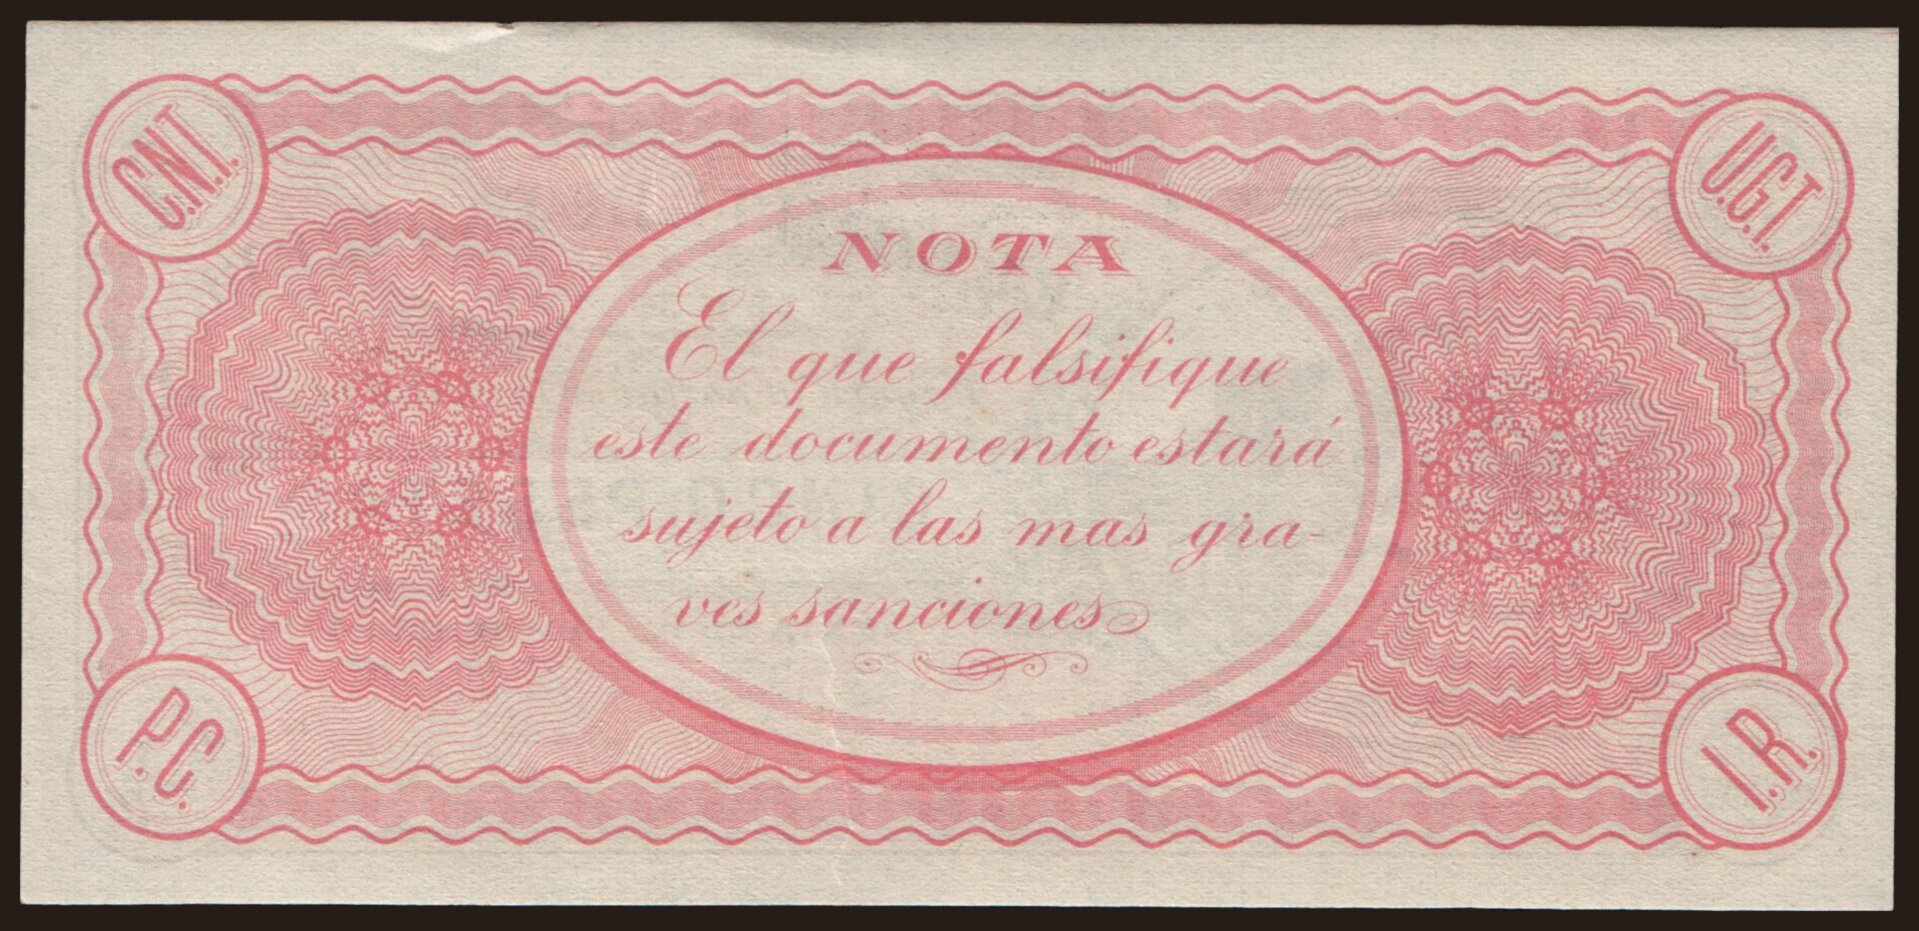 C.N.T.
U.G.T.
NOTA
El que falsifique
este documento estará
sujeto a las mas gra-
ves sanciones
P.C.
I.R.